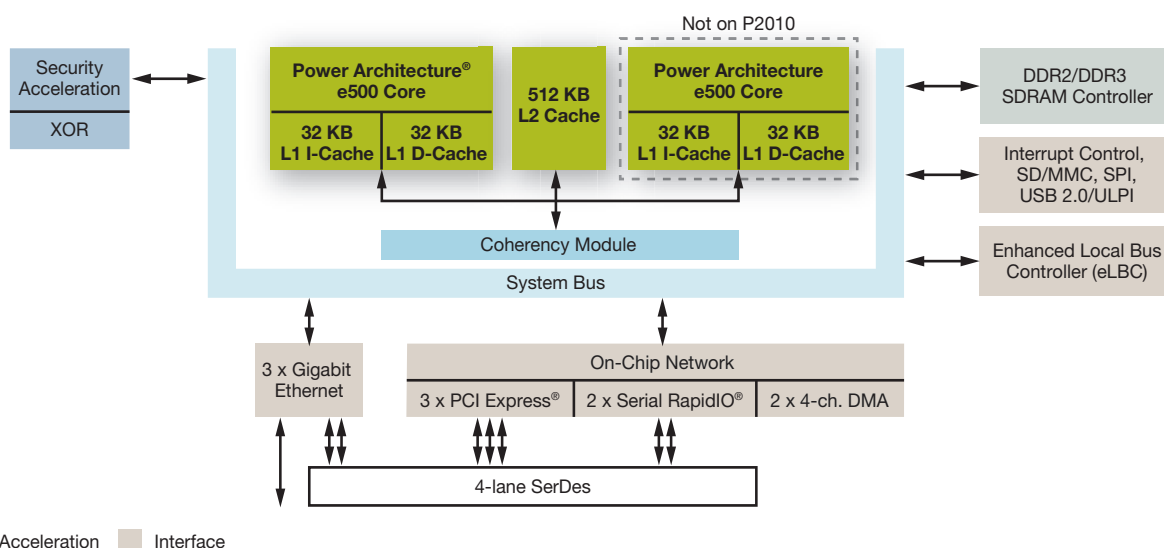 Not on P2010
Security
Acceleration
XOR
Power Architecture®
e500 Core
32 KB
L1 I-Cache
32 KB
L1 D-Cache
512 KB
L2 Cache
Power Architecture
e500 Core
32 KB
L1 I-Cache
32 KB
L1 D-Cache
DDR2/DDR3
SDRAM Controller
Interrupt Control,
SD/MMC, SPI,
USB 2.0/ULPI
Enhanced Local Bus
Controller (eLBC)
Coherency Module
System Bus
3 x Gigabit
Ethernet
On-Chip Network
3 x PCI Express®
2 x Serial RapidIO®
2 x 4-ch. DMA
4-lane SerDes
Acceleration
Interface